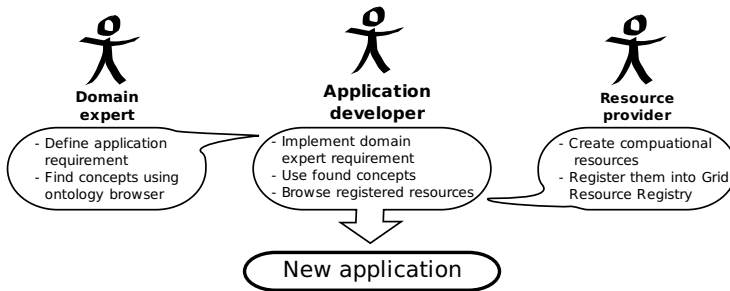 Domain
expert
- Define application
requirement
- Find concepts using
ontology browser
Application
developer
- Implement domain
expert requirement
- Use found concepts
- Browse registered resources
Resource
provider
- Create compuational
resources
- Register them into Grid
Resource Registry
New application